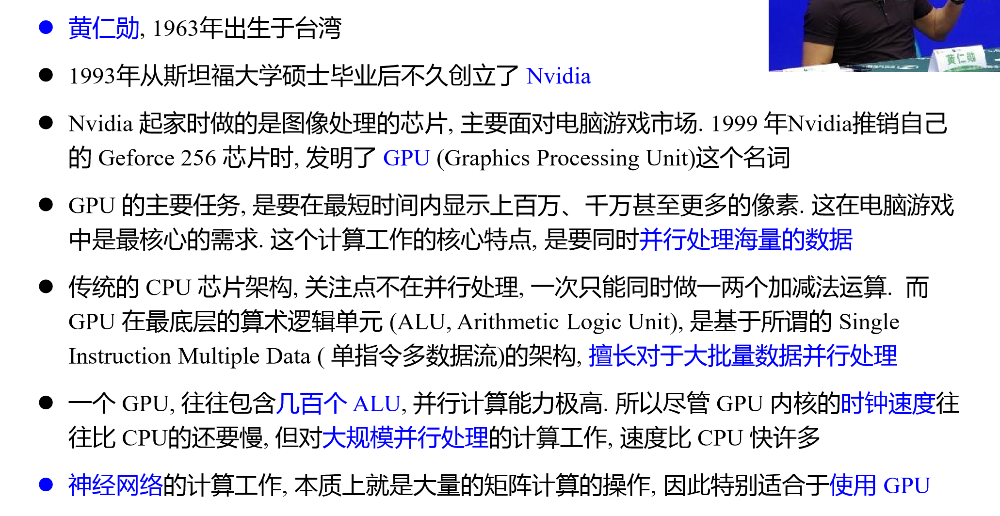 ● 黄仁勋, 1963年出生于台湾
黄仁勋
● 1993年从斯坦福大学硕士毕业后不久创立了 Nvidia
● Nvidia 起家时做的是图像处理的芯片, 主要面对电脑游戏市场. 1999 年Nvidia推销自己
的 Geforce 256 芯片时, 发明了 GPU (Graphics Processing Unit)这个名词
● GPU 的主要任务, 是要在最短时间内显示上百万、千万甚至更多的像素. 这在电脑游戏
中是最核心的需求. 这个计算工作的核心特点, 是要同时并行处理海量的数据
● 传统的 CPU 芯片架构, 关注点不在并行处理, 一次只能同时做一两个加减法运算. 而
GPU 在最底层的算术逻辑单元 (ALU, Arithmetic Logic Unit), 是基于所谓的 Single
Instruction Multiple Data ( 单指令多数据流)的架构, 擅长对于大批量数据并行处理
● 一个 GPU, 往往包含几百个 ALU, 并行计算能力极高. 所以尽管 GPU 内核的时钟速度往
往比 CPU的还要慢, 但对大规模并行处理的计算工作, 速度比 CPU 快许多
● 神经网络的计算工作, 本质上就是大量的矩阵计算的操作, 因此特别适合于使用 GPU